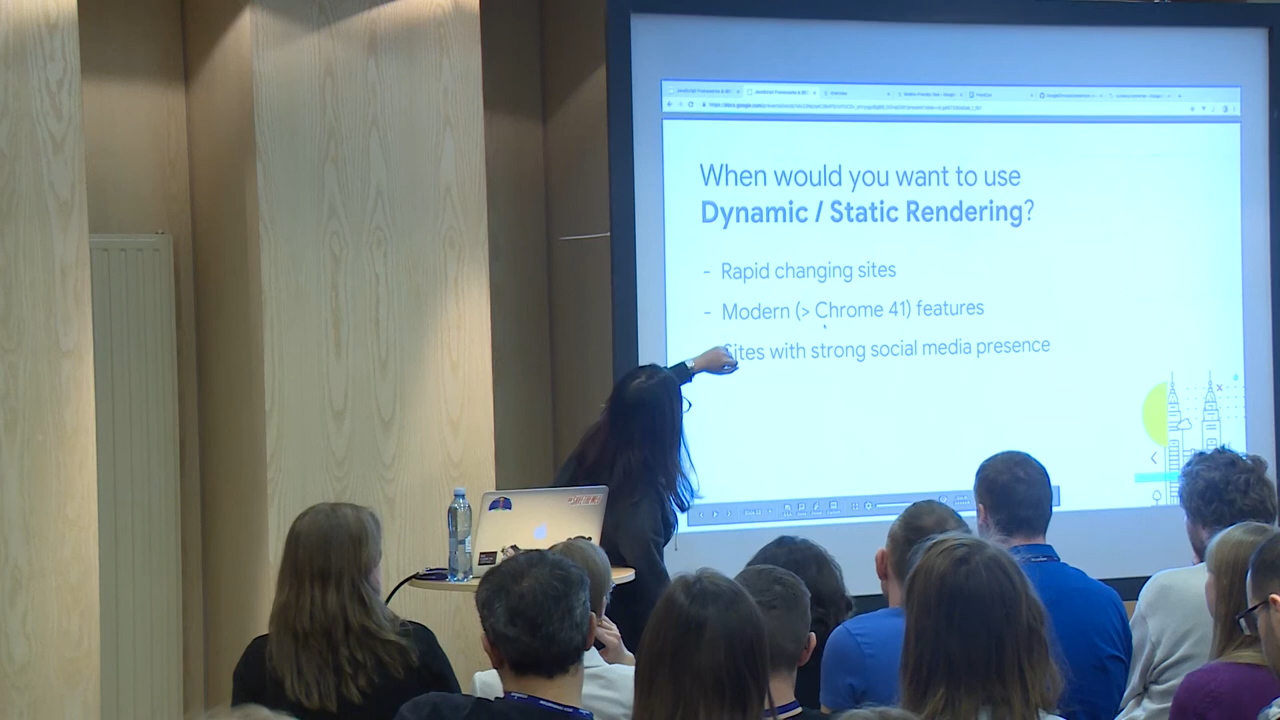 When would you want to use
Dynamic / Static Rendering?
- Rapid changing sites
- Modern (> Chrome 41) features
Sites with strong social media presence